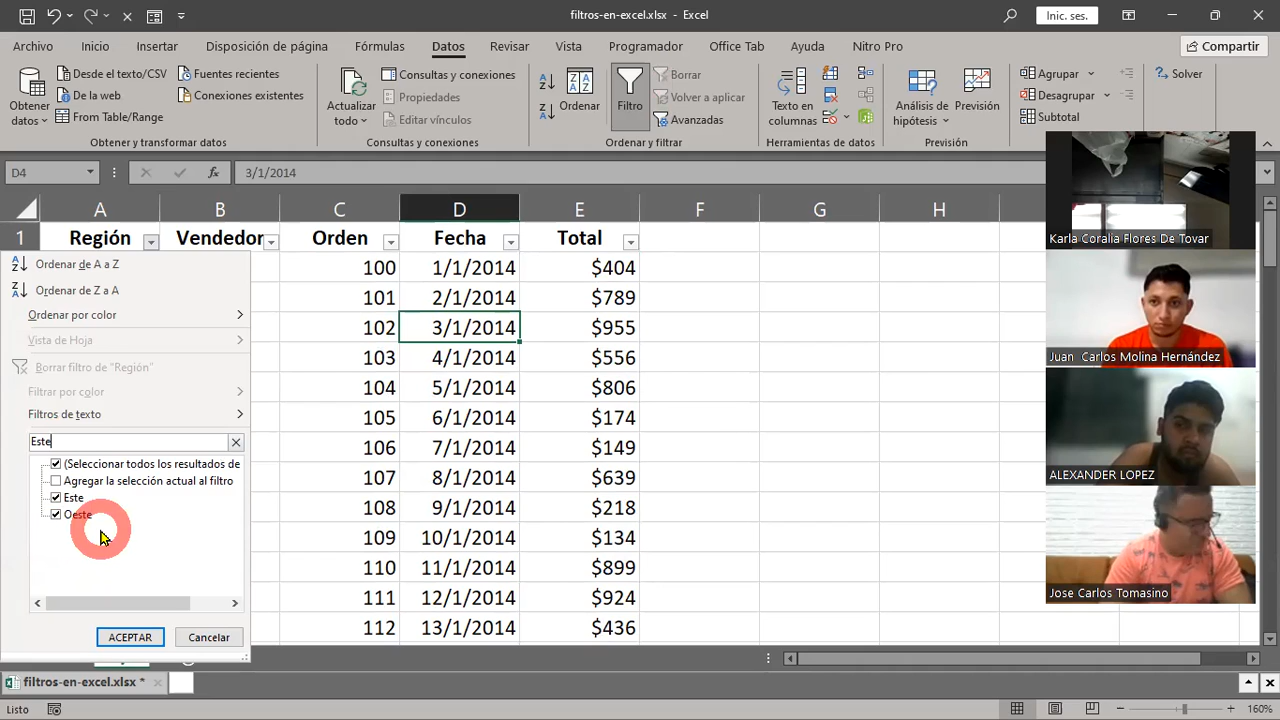 filtros-en-excel.xlsx - Excel
Inic. ses.
Archivo Inicio Insertar Disposición de página Fórmulas Datos Revisar Vista Programador Office Tab Ayuda Nitro Pro Compartir
Obtener datos
Desde el texto/CSV
De la web
From Table/Range
Fuentes recientes
Conexiones existentes
Obtener y transformar datos
Actualizar todo
Consultas y conexiones
Propiedades
Editar vínculos
Consultas y conexiones
Ordenar
Filtro
Borrar
Volver a aplicar
Avanzadas
Ordenar y filtrar
Texto en columnas
Herramientas de datos
Análisis de hipótesis
Previsión
Previsión
Agrupar
Desagrupar
Subtotal
Solver
D4 fx 3/1/2014
A B C D E F G H
1 Región Vendedor Orden Fecha Total
100 1/1/2014 $404
101 2/1/2014 $789
102 3/1/2014 $955
103 4/1/2014 $556
104 5/1/2014 $806
105 6/1/2014 $174
106 7/1/2014 $149
107 8/1/2014 $639
108 9/1/2014 $218
109 10/1/2014 $134
110 11/1/2014 $899
111 12/1/2014 $924
112 13/1/2014 $436
Ordenar de A a Z
Ordenar de Z a A
Ordenar por color
Vista de Hoja
Borrar filtro de "Región"
Filtrar por color
Filtros de texto
Este
(Seleccionar todos los resultados de
Agregar la selección actual al filtro
Este
Oeste
ACEPTAR Cancelar
Karla Coralia Flores De Tovar
Juan Carlos Molina Hernández
ALEXANDER LOPEZ
Jose Carlos Tomasino
filtros-en-excel.xlsx *
Listo
160%